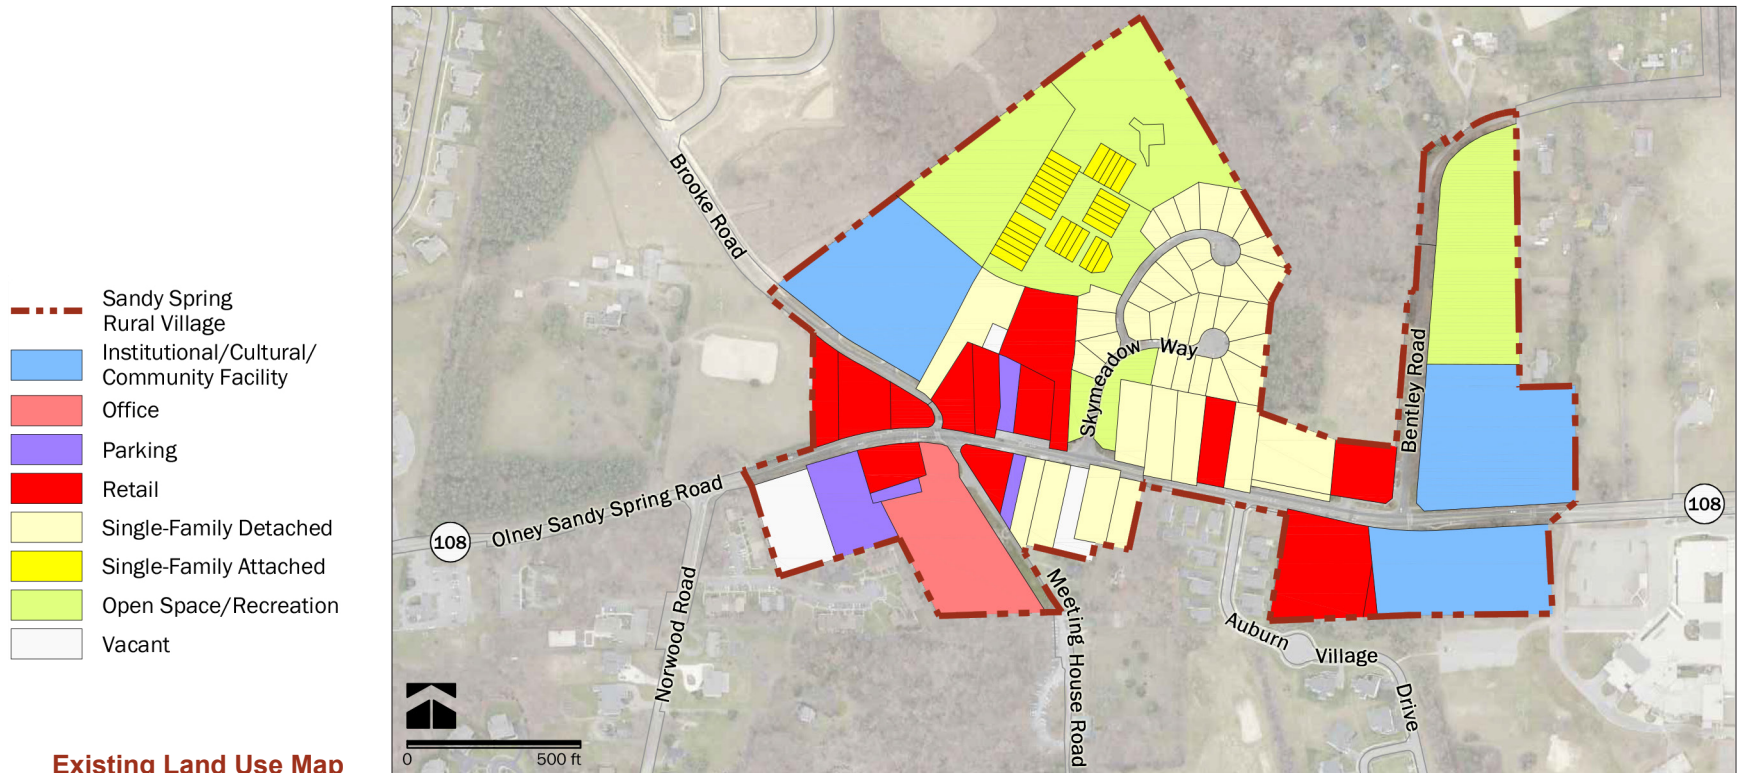 Sandy Spring
Rural Village
Institutional/Cultural/
Community Facility
Office
Parking
Retail
Single-Family Detached
Single-Family Attached
Open Space/Recreation
Vacant
Existing Land Use Map
Brooke Road
Skymeadow Way
Bentley Road
Olney Sandy Spring Road
108
108
Norwood Road
Meeting House Road
Auburn Village Drive
0 500 ft